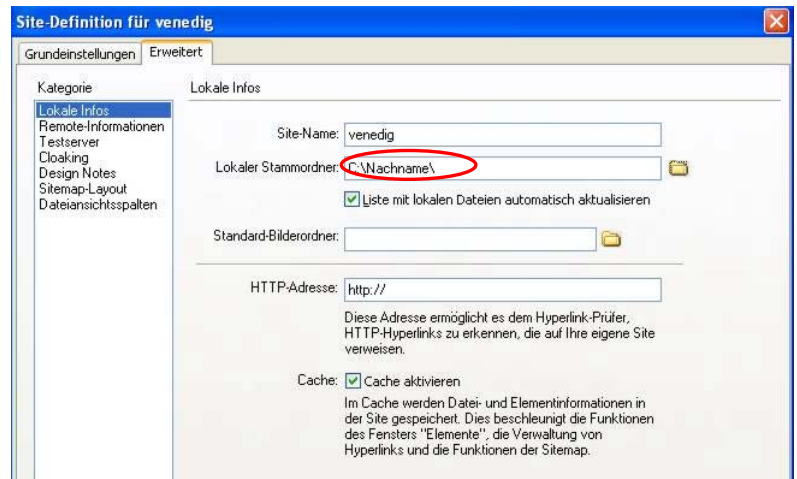 Site-Definition für venedig
Grundeinstellungen Erweitert
Kategorie
Lokale Infos
Remote-Informationen
Testserver
Cloaking
Design Notes
Sitemap-Layout
Dateiansichtsspalten
Lokale Infos
Site-Name: venedig
Lokaler Stammordner: C:\Nachname\
Liste mit lokalen Dateien automatisch aktualisieren
Standard-Bilderordner:
HTTP-Adresse: http://
Diese Adresse ermöglicht es dem Hyperlink-Prüfer,
HTTP-Hyperlinks zu erkennen, die auf Ihre eigene Site
verweisen.
Cache: Cache aktivieren
Im Cache werden Datei- und Elementinformationen in
der Site gespeichert. Dies beschleunigt die Funktionen
des Fensters "Elemente", die Verwaltung von
Hyperlinks und die Funktionen der Sitemap.